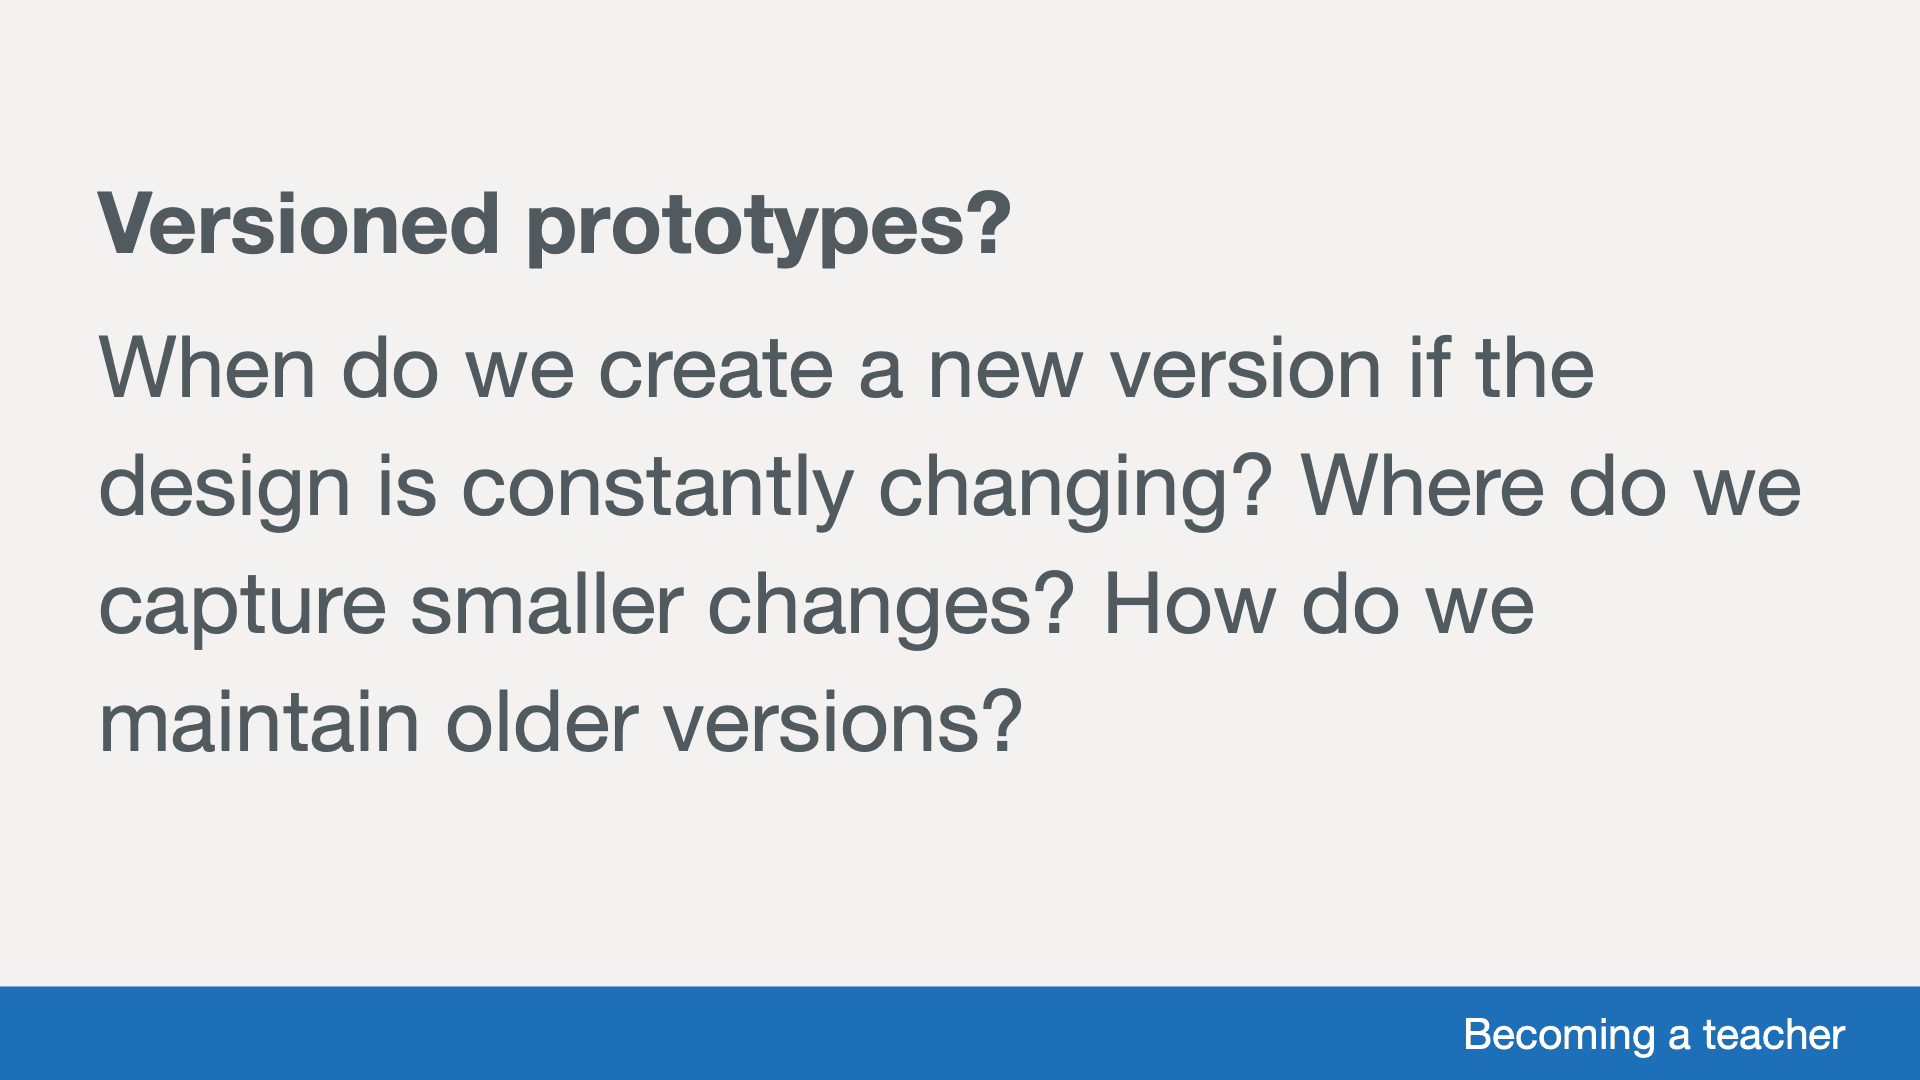 Versioned prototypes?
When do we create a new version if the
design is constantly changing? Where do we
capture smaller changes? How do we
maintain older versions?
Becoming a teacher